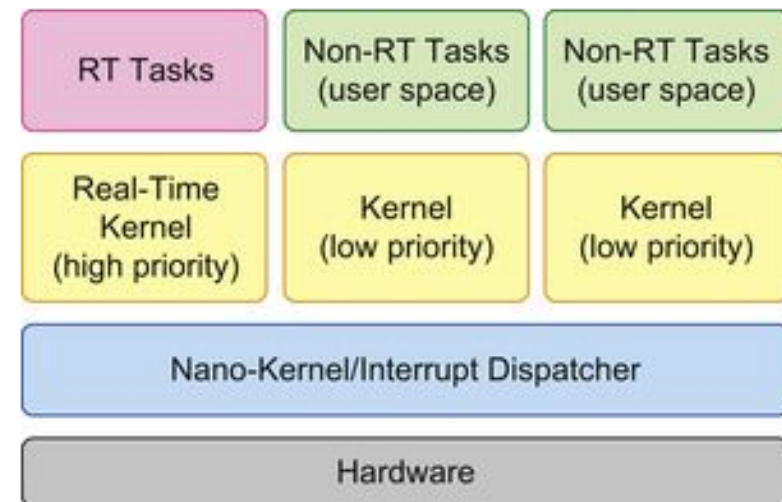 RT Tasks
Non-RT Tasks
(user space)
Non-RT Tasks
(user space)
Real-Time
Kernel
(high priority)
Kernel
(low priority)
Kernel
(low priority)
Nano-Kernel/Interrupt Dispatcher
Hardware